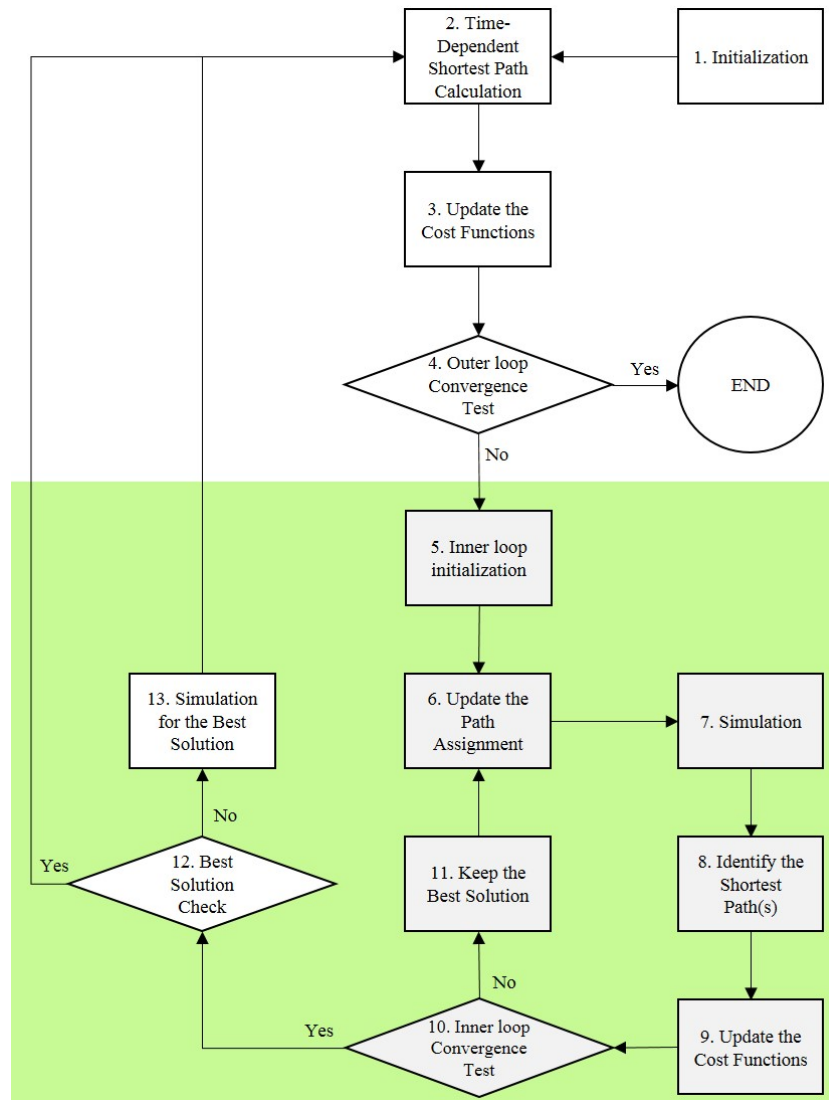 2. Time-
Dependent
Shortest Path
Calculation
1. Initialization
3. Update the
Cost Functions
4. Outer loop
Convergence
Test
Yes
END
No
5. Inner loop
initialization
13. Simulation
for the Best
Solution
6. Update the
Path
Assignment
7. Simulation
No
Yes
12. Best
Solution
Check
11. Keep the
Best Solution
8. Identify the
Shortest
Path(s)
No
Yes
10. Inner loop
Convergence
Test
9. Update the
Cost Functions